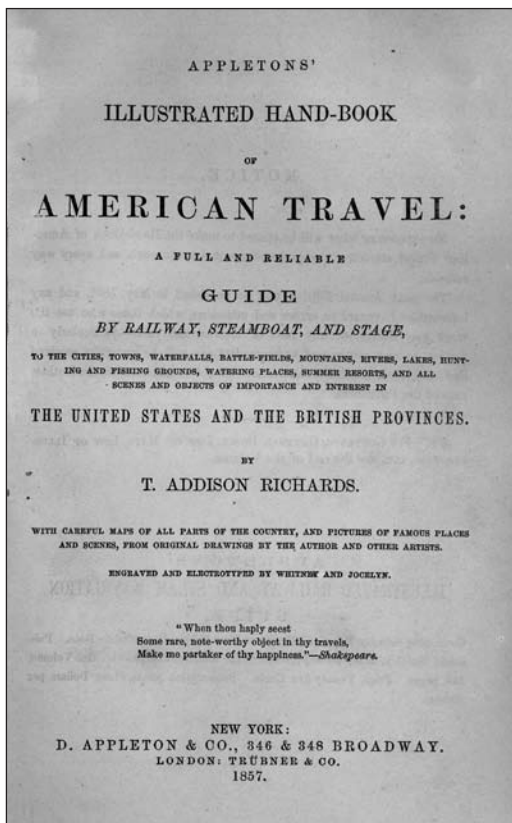 APPLETONS'
ILLUSTRATED HAND-BOOK
OF
AMERICAN TRAVEL:
A FULL AND RELIABLE
GUIDE
BY RAILWAY, STEAMBOAT, AND STAGE,
TO THE CITIES, TOWNS, WATERFALLS, BATTLE-FIELDS, MOUNTAINS, RIVERS, LAKES, HUNT-
ING AND FISHING GROUNDS, WATERING PLACES, SUMMER RESORTS, AND ALL
SCENES AND OBJECTS OF IMPORTANCE AND INTEREST IN
THE UNITED STATES AND THE BRITISH PROVINCES.
BY
T. ADDISON RICHARDS.
WITH CAREFUL MAPS OF ALL PARTS OF THE COUNTRY, AND PICTURES OF FAMOUS PLACES
AND SCENES, FROM ORIGINAL DRAWINGS BY THE AUTHOR AND OTHER ARTISTS.
ENGRAVED AND ELECTROTYPED BY WHITNEY AND JOCELYN.
"When thou haply seest
Some rare, note-worthy object in thy travels,
Make me partaker of thy happiness."—Shakspeare.
NEW YORK:
D. APPLETON & CO., 346 & 348 BROADWAY.
LONDON: TRÜBNER & CO.
1857.